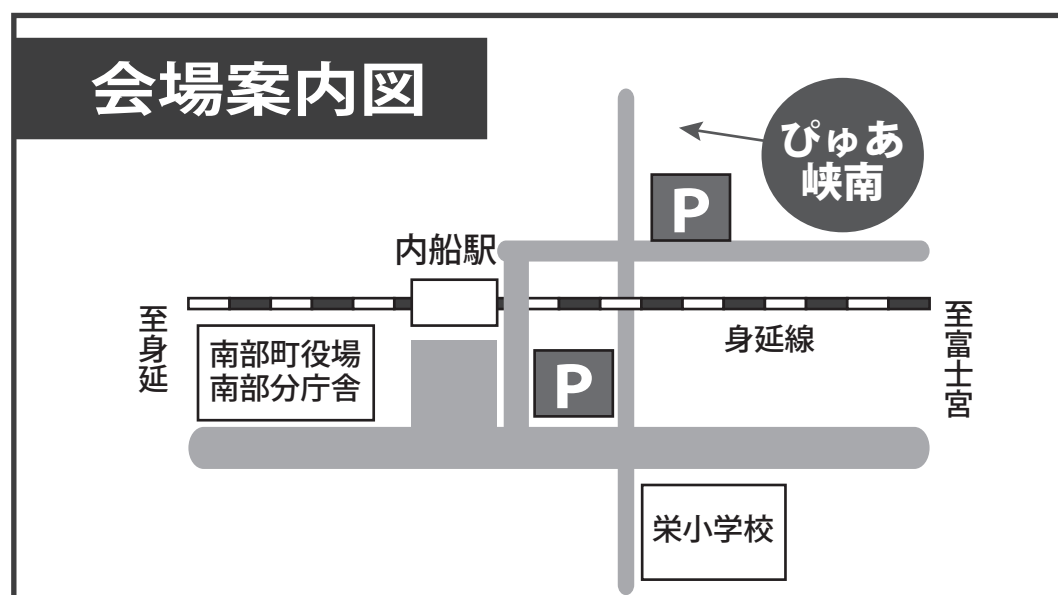 会場案内図
ぴゅあ
峡南
P
内船駅
至身延
南部町役場
南部分庁舎
P
身延線
至富士宮
栄小学校